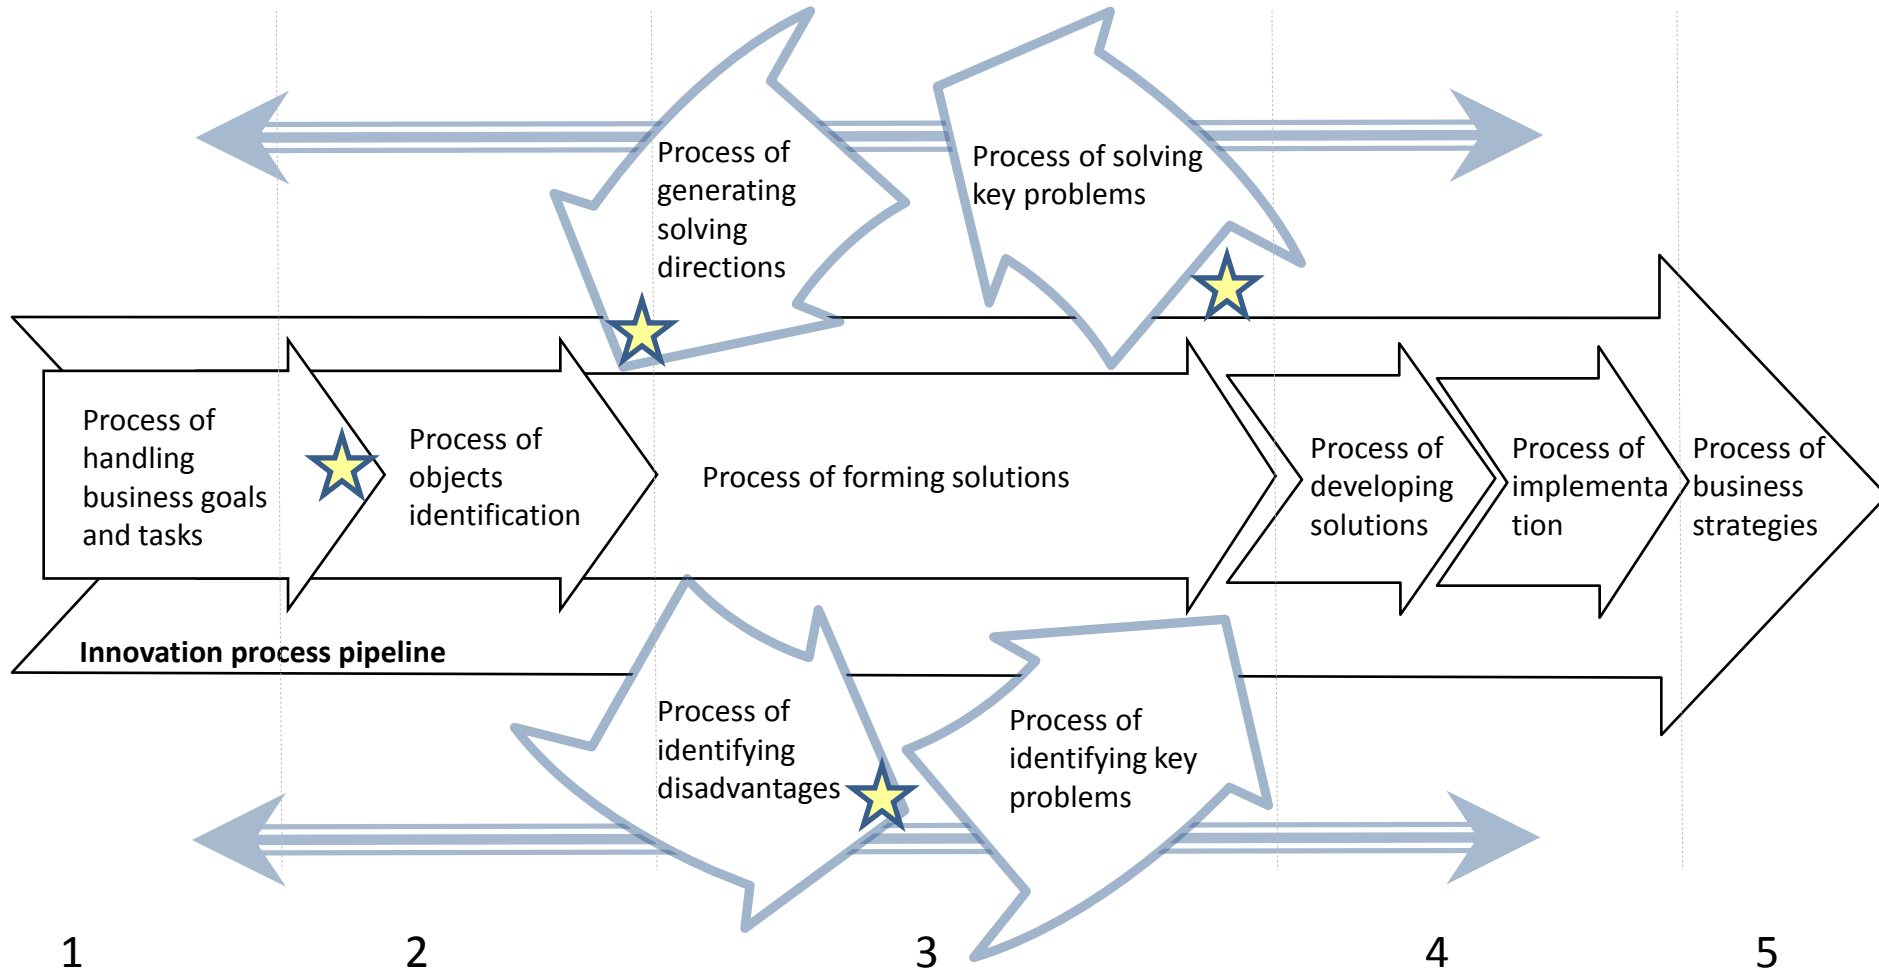 Process of
generating
solving
directions
Process of solving
key problems
Process of
handling
business goals
and tasks
Process of
objects
identification
Process of forming solutions
Process of
developing
solutions
Process of
implementa
tion
Process of
business
strategies
Innovation process pipeline
Process of
identifying
disadvantages
Process of
identifying key
problems
1
2
3
4
5